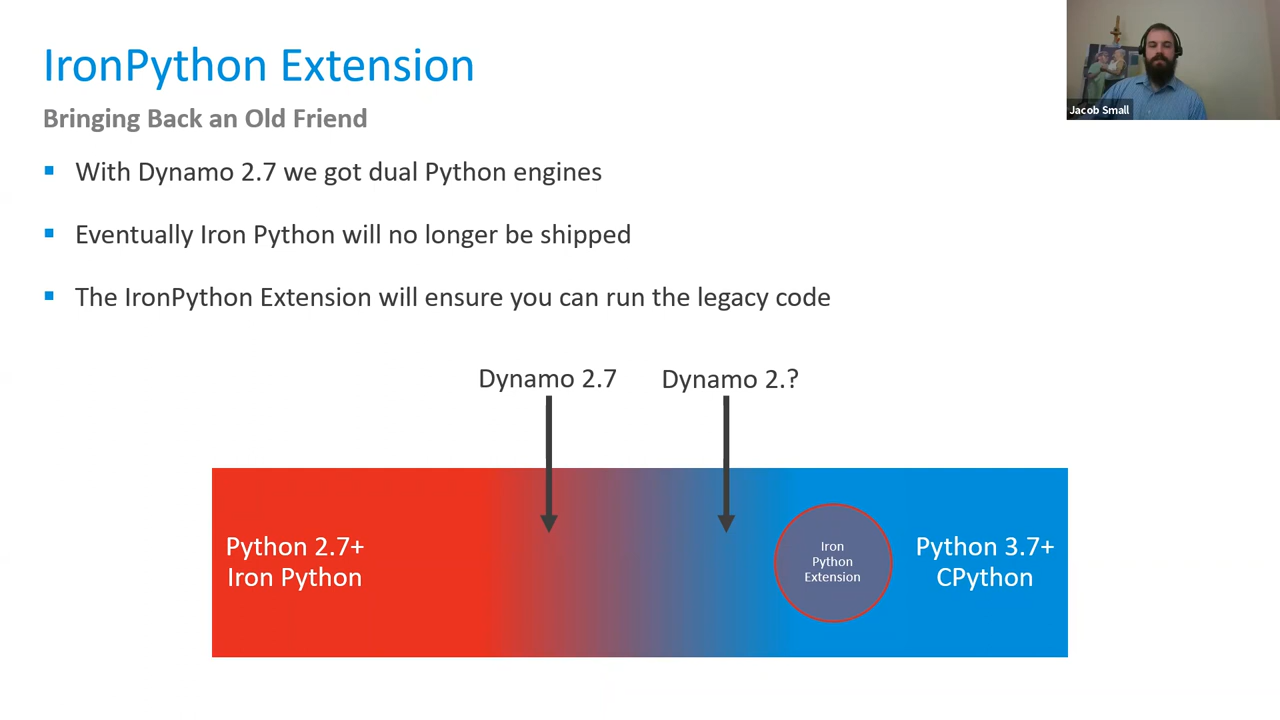 IronPython Extension
Bringing Back an Old Friend
With Dynamo 2.7 we got dual Python engines
Eventually Iron Python will no longer be shipped
The IronPython Extension will ensure you can run the legacy code
Dynamo 2.7
Dynamo 2.?
Python 2.7+
Iron Python
Iron
Python
Extension
Python 3.7+
CPython
Jacob Small